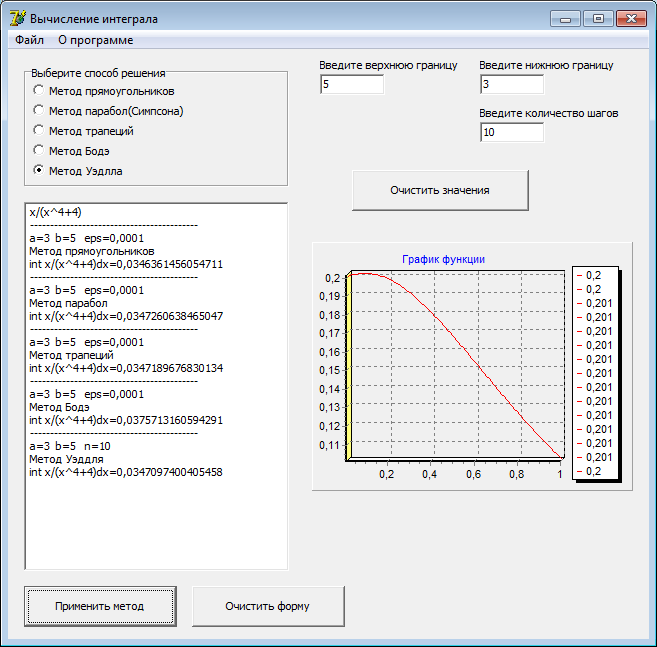 Вычисление интеграла
Файл О программе
Выберите способ решения
Метод прямоугольников
Метод парабол(Симпсона)
Метод трапеций
Метод Бодэ
Метод Уэдлла
Введите верхнюю границу
5
Введите нижнюю границу
3
Введите количество шагов
10
Очистить значения
x/(x^4+4)
------------------------------------------
a=3 b=5 eps=0,0001
Метод прямоугольников
int x/(x^4+4)dx=0,0346361456054711
------------------------------------------
a=3 b=5 eps=0,0001
Метод парабол
int x/(x^4+4)dx=0,0347260638465047
------------------------------------------
a=3 b=5 eps=0,0001
Метод трапеций
int x/(x^4+4)dx=0,0347189676830134
------------------------------------------
a=3 b=5 eps=0,0001
Метод Бодэ
int x/(x^4+4)dx=0,0375713160594291
------------------------------------------
a=3 b=5 n=10
Метод Уэддля
int x/(x^4+4)dx=0,0347097400405458
График функции
0,2
0,19
0,18
0,17
0,16
0,15
0,14
0,13
0,12
0,11
0,2 0,4 0,6 0,8 1
0,2
0,2
0,201
0,201
0,201
0,201
0,201
0,201
0,201
0,201
0,201
0,201
0,201
0,201
0,2
Применить метод
Очистить форму